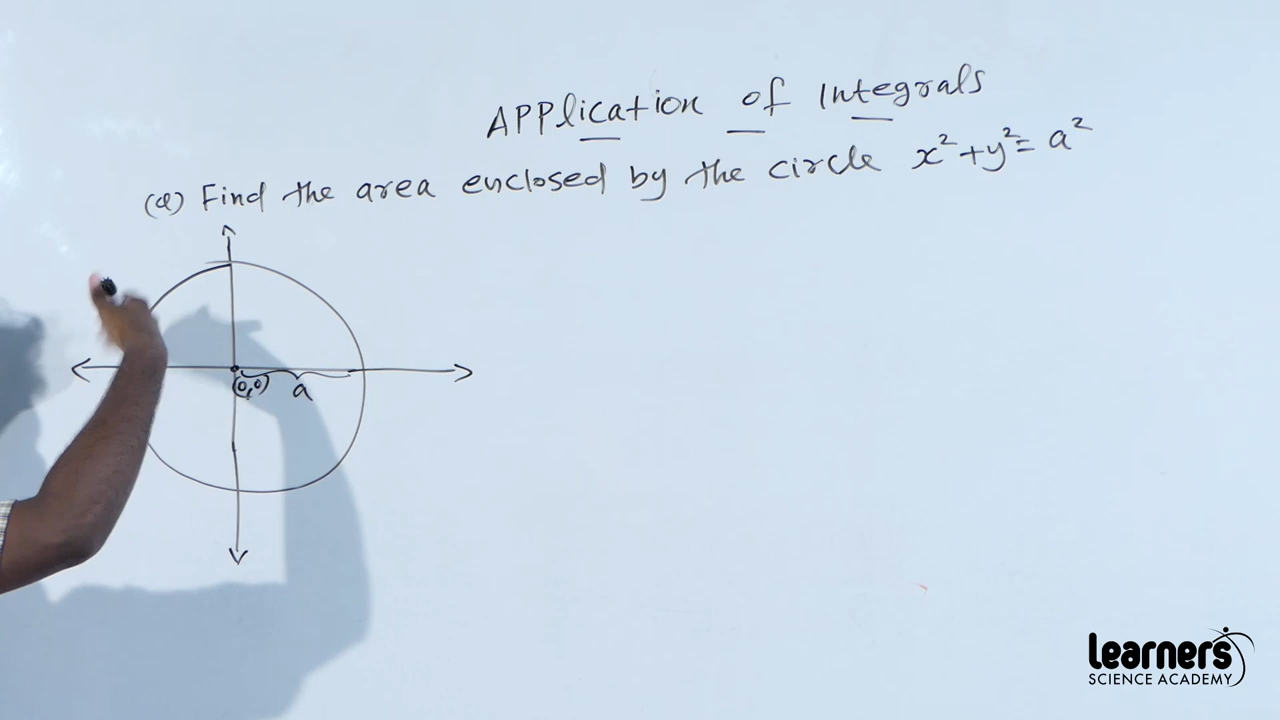 APPlication of Integrals
(Q) Find the area enclosed by the circle x²+y²= a²
(0,0)
a
Learners
SCIENCE ACADEMY